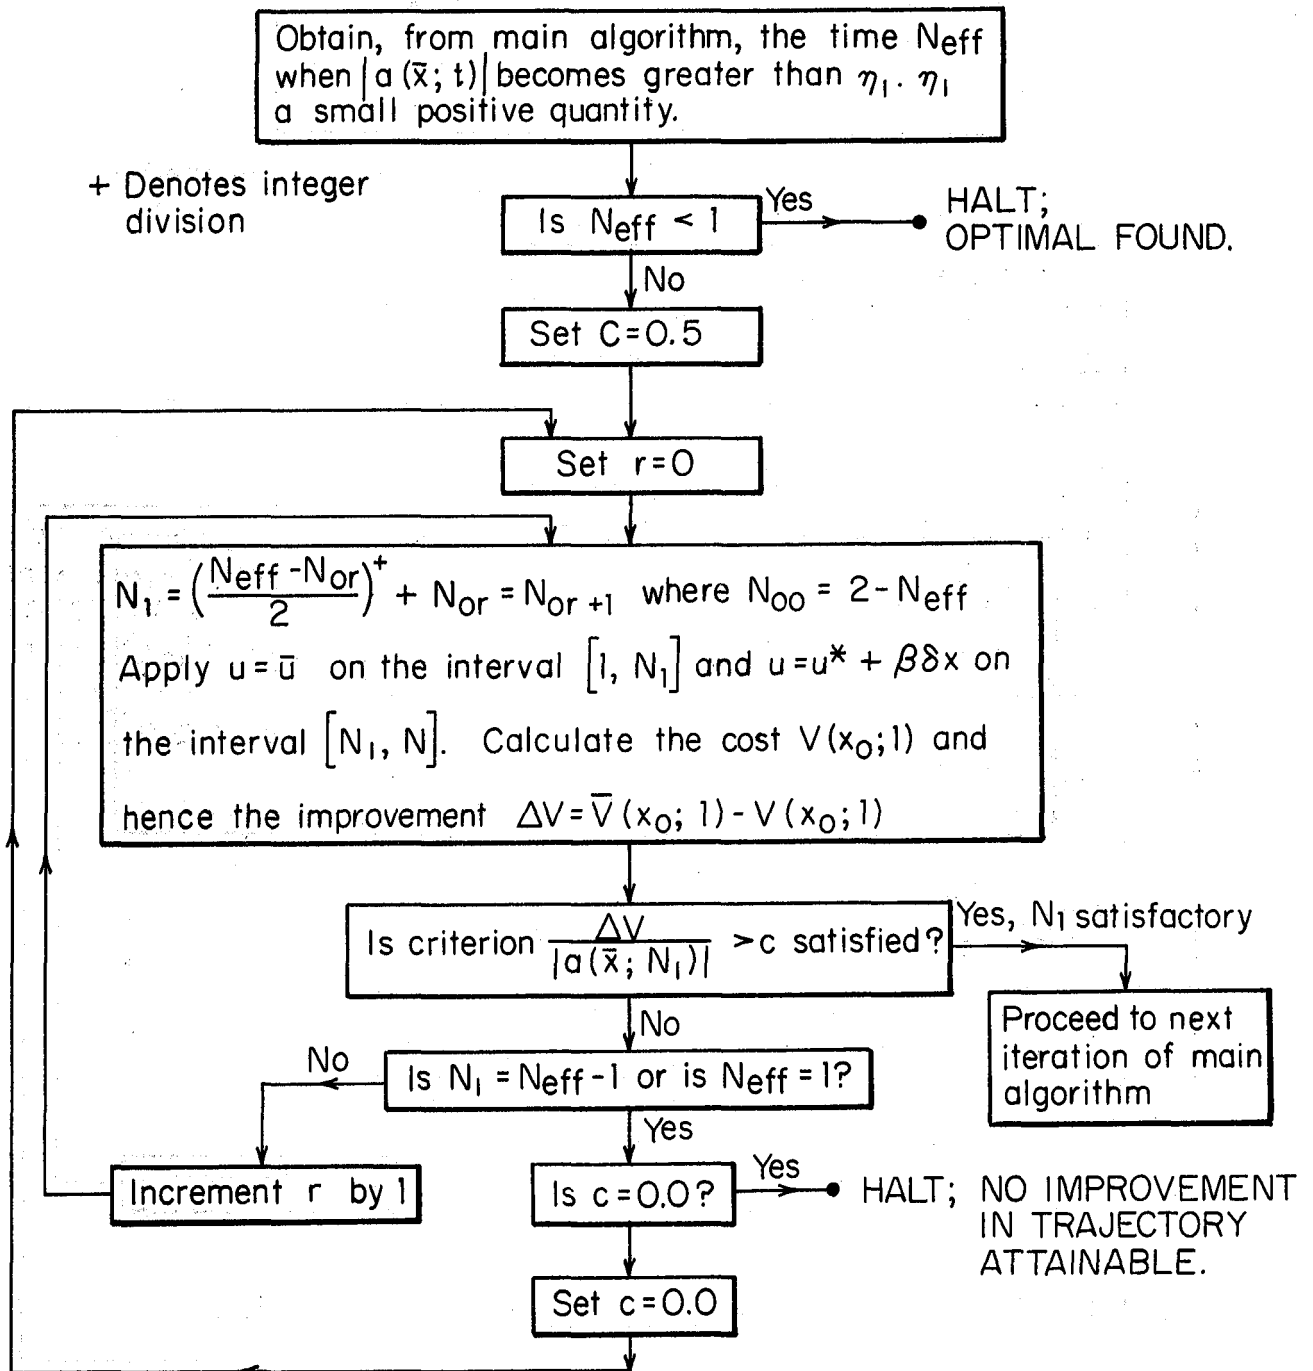 Obtain, from main algorithm, the time Neff
when |a(x̄; t)| becomes greater than η₁. η₁
a small positive quantity.
+ Denotes integer
division
Is Neff < 1
Yes
HALT;
OPTIMAL FOUND.
No
Set C=0.5
Set r=0
N₁ = ((Neff - Nor)/2)⁺ + Nor = Nor+1 where Noo = 2-Neff
Apply u = ū on the interval [1, N₁] and u = u* + βδx on
the interval [N₁, N]. Calculate the cost V(x₀;1) and
hence the improvement ΔV = V̄(x₀; 1) - V(x₀;1)
Is criterion ΔV/|a(x̄; N₁)| >c satisfied?
Yes, N₁ satisfactory
No
Proceed to next
iteration of main
algorithm
Is N₁ = Neff-1 or is Neff = 1?
No
Yes
Increment r by 1
Is c=0.0?
Yes
HALT; NO IMPROVEMENT
IN TRAJECTORY
ATTAINABLE.
Set c=0.0